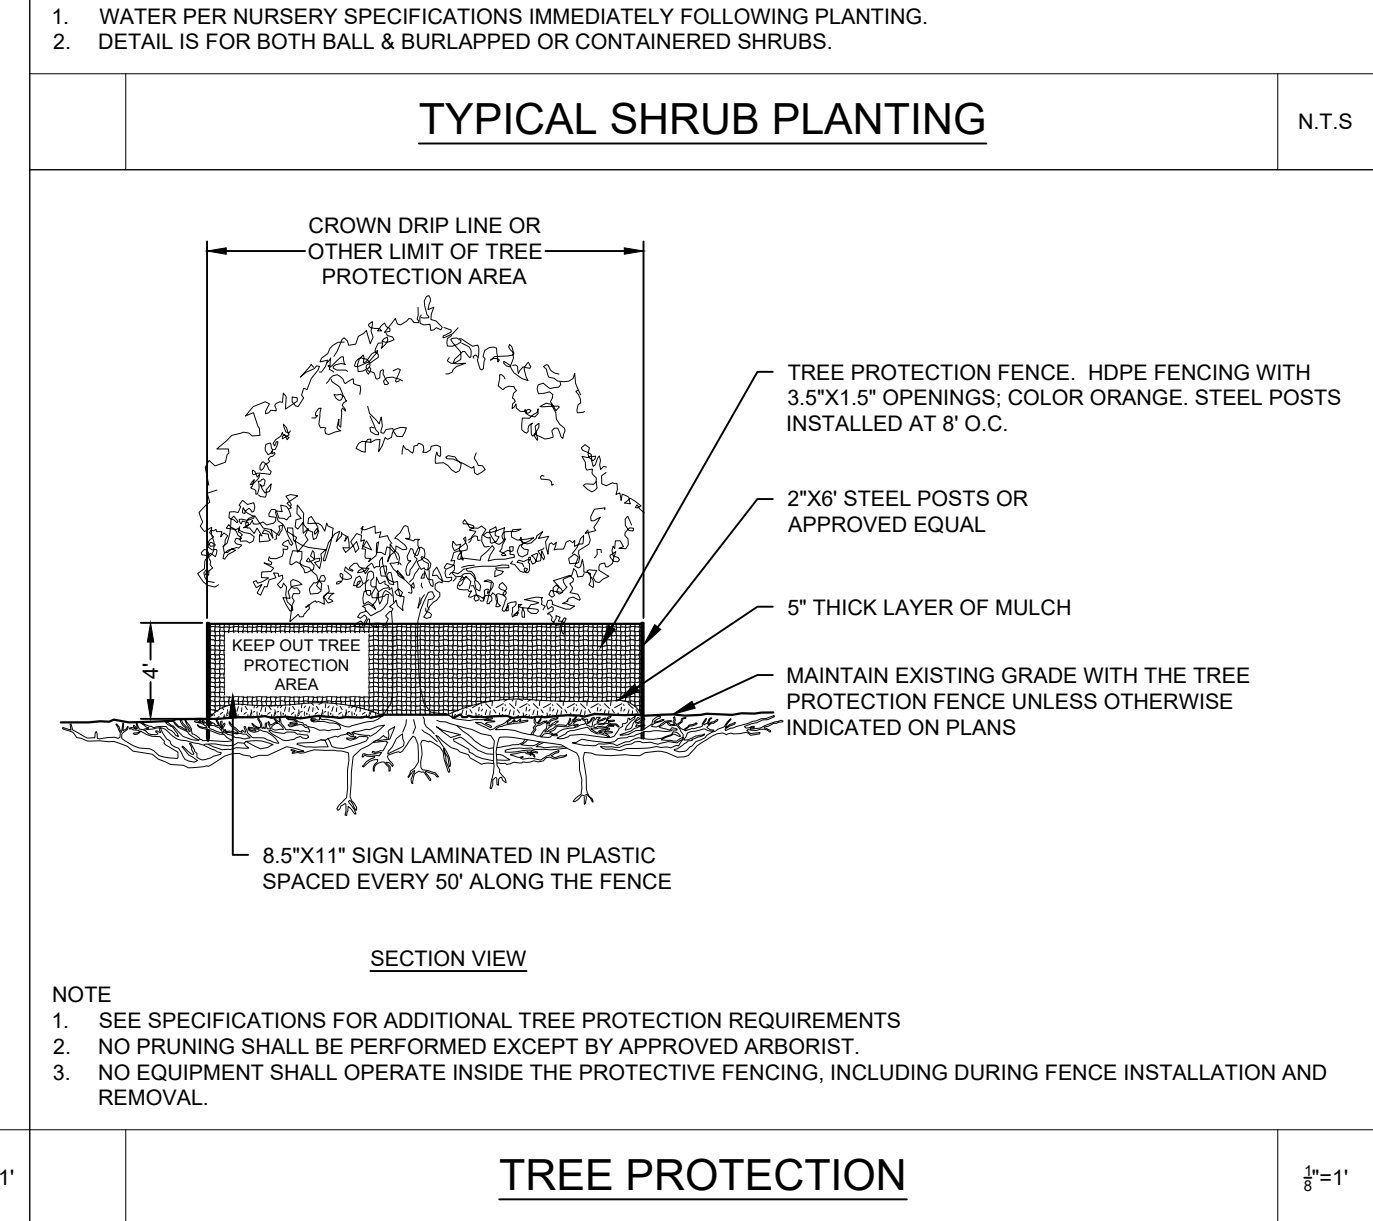 1. WATER PER NURSERY SPECIFICATIONS IMMEDIATELY FOLLOWING PLANTING.
2. DETAIL IS FOR BOTH BALL & BURLAPPED OR CONTAINERED SHRUBS.
TYPICAL SHRUB PLANTING
N.T.S
CROWN DRIP LINE OR
OTHER LIMIT OF TREE
PROTECTION AREA
TREE PROTECTION FENCE. HDPE FENCING WITH
3.5"X1.5" OPENINGS; COLOR ORANGE. STEEL POSTS
INSTALLED AT 8' O.C.
2"X6' STEEL POSTS OR
APPROVED EQUAL
5" THICK LAYER OF MULCH
KEEP OUT TREE
PROTECTION
AREA
4'
MAINTAIN EXISTING GRADE WITH THE TREE
PROTECTION FENCE UNLESS OTHERWISE
INDICATED ON PLANS
8.5"X11" SIGN LAMINATED IN PLASTIC
SPACED EVERY 50' ALONG THE FENCE
SECTION VIEW
NOTE
1. SEE SPECIFICATIONS FOR ADDITIONAL TREE PROTECTION REQUIREMENTS
2. NO PRUNING SHALL BE PERFORMED EXCEPT BY APPROVED ARBORIST.
3. NO EQUIPMENT SHALL OPERATE INSIDE THE PROTECTIVE FENCING, INCLUDING DURING FENCE INSTALLATION AND
REMOVAL.
1'
TREE PROTECTION
1/8"=1'